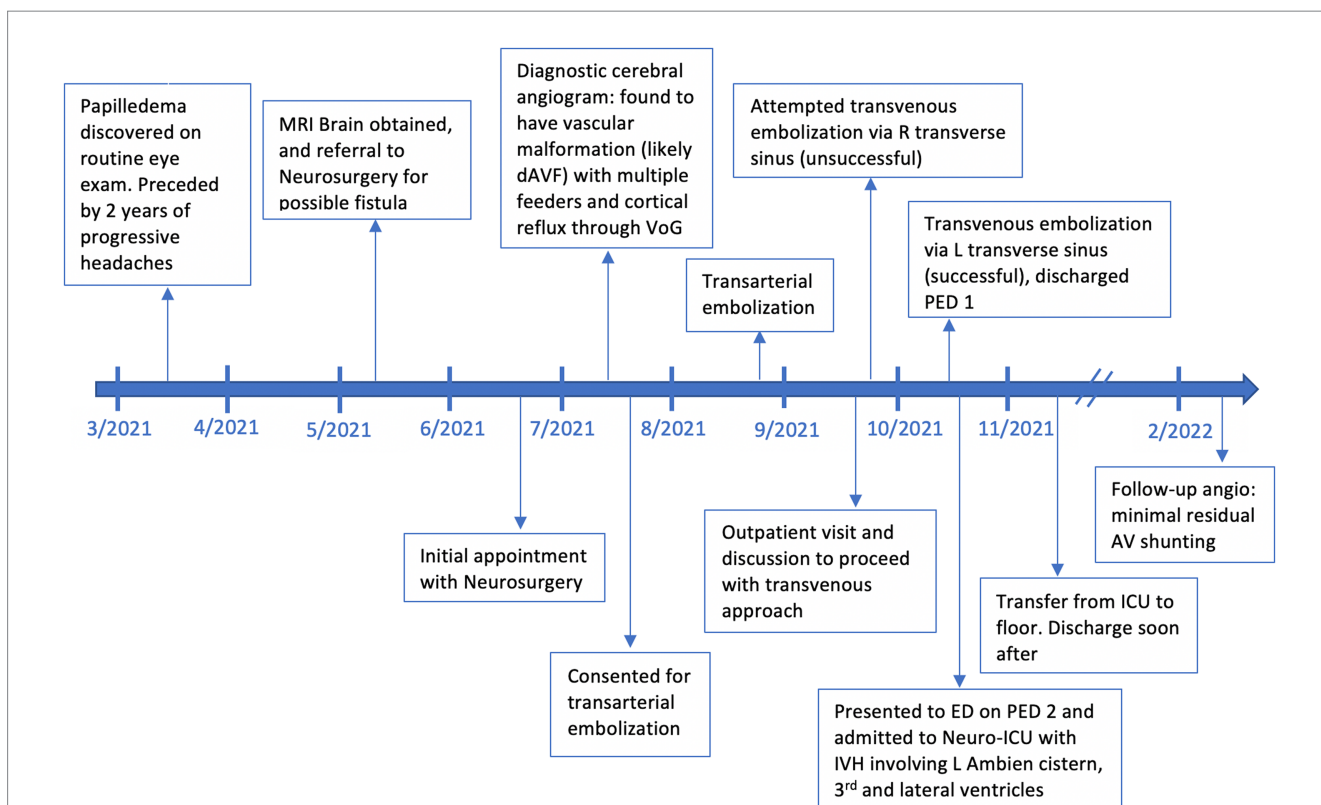 Papilledema
discovered on
routine eye
exam. Preceded
by 2 years of
progressive
headaches
MRI Brain obtained,
and referral to
Neurosurgery for
possible fistula
Diagnostic cerebral
angiogram: found to
have vascular
malformation (likely
dAVF) with multiple
feeders and cortical
reflux through VoG
Transarterial
embolization
Attempted transvenous
embolization via R transverse
sinus (unsuccessful)
Transvenous embolization
via L transverse sinus
(successful), discharged
PED 1
3/2021
4/2021
5/2021
6/2021
7/2021
8/2021
9/2021
10/2021
11/2021
2/2022
Initial appointment
with Neurosurgery
Consented for
transarterial
embolization
Outpatient visit and
discussion to proceed
with transvenous
approach
Presented to ED on PED 2 and
admitted to Neuro-ICU with
IVH involving L Ambien cistern,
3rd and lateral ventricles
Transfer from ICU to
floor. Discharge soon
after
Follow-up angio:
minimal residual
AV shunting